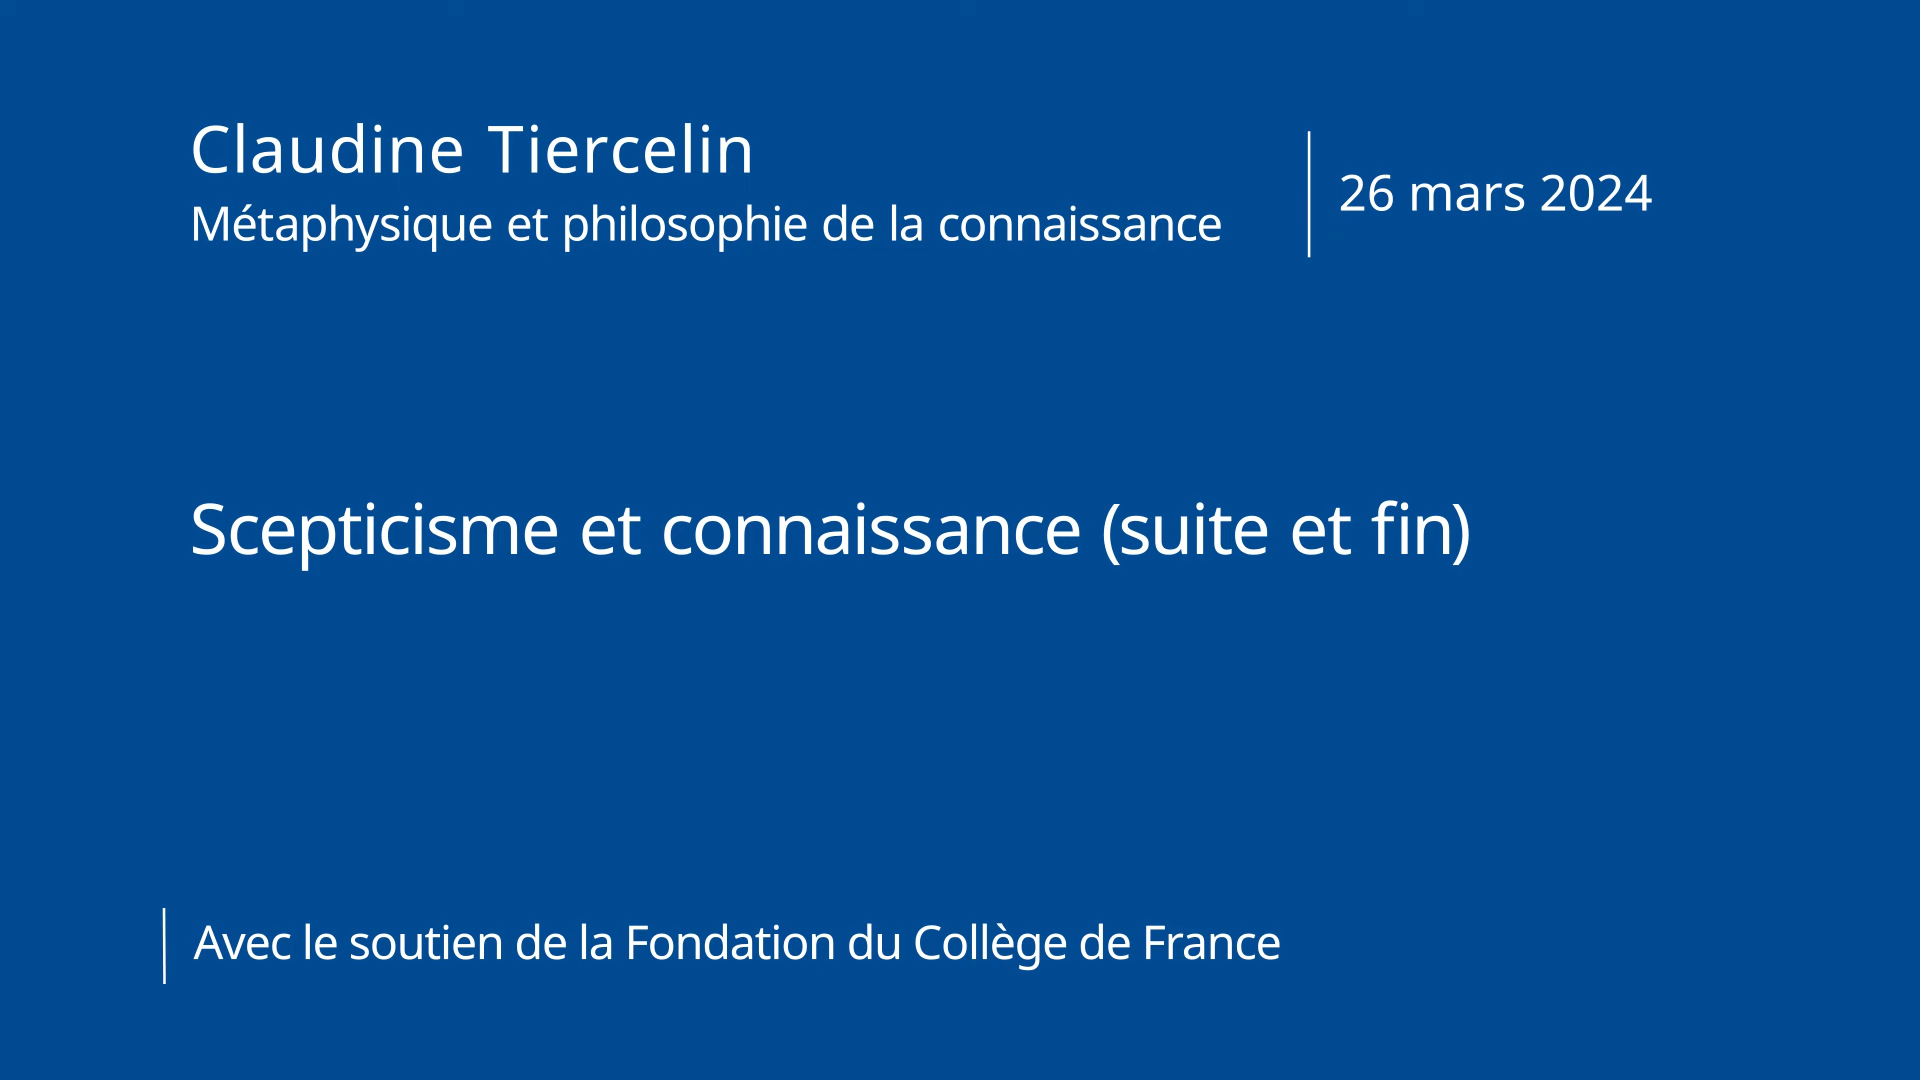 Claudine Tiercelin
Métaphysique et philosophie de la connaissance
26 mars 2024
Scepticisme et connaissance (suite et fin)
Avec le soutien de la Fondation du Collège de France